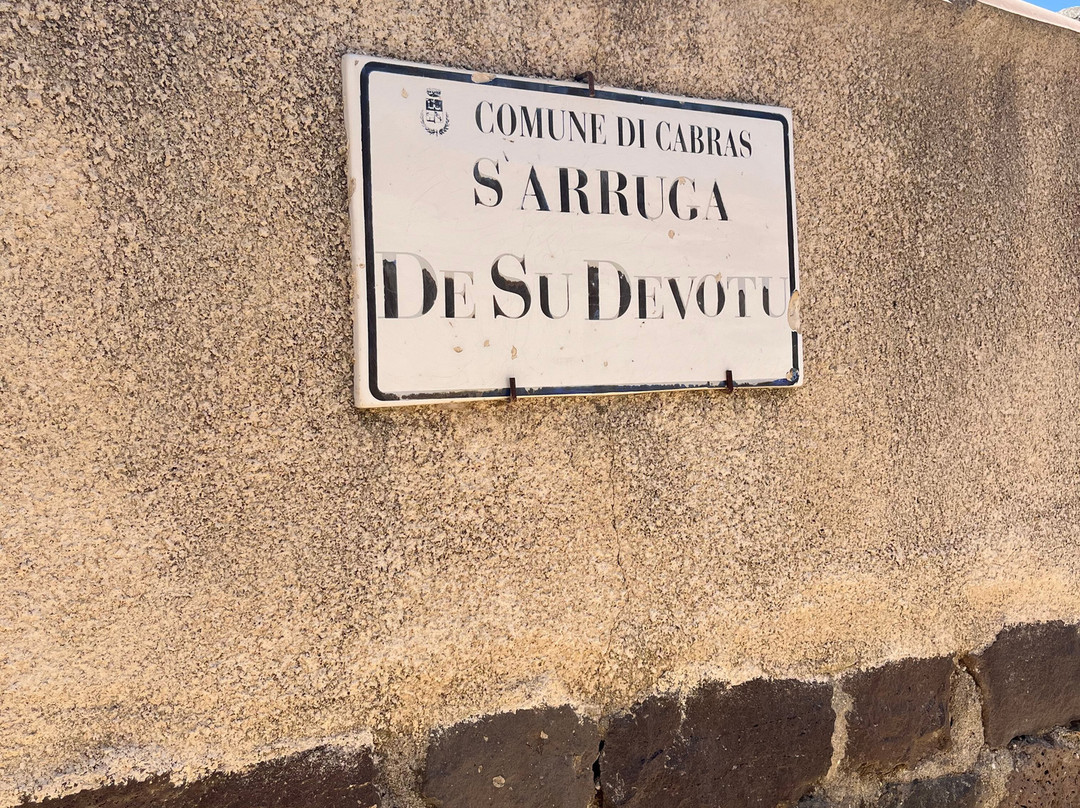 COMUNE DI CABRAS
S'ARRUGA
DE SU DEVOTU